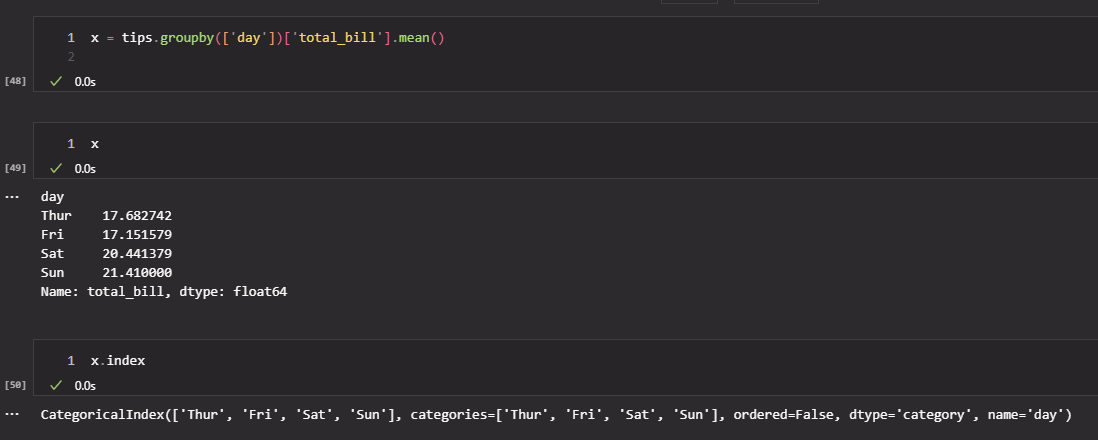 1 x = tips.groupby(['day'])['total_bill'].mean()
2
[48] 0.0s
1 x
[49] 0.0s
... day
Thur 17.682742
Fri 17.151579
Sat 20.441379
Sun 21.410000
Name: total_bill, dtype: float64
1 x.index
[50] 0.0s
... CategoricalIndex(['Thur', 'Fri', 'Sat', 'Sun'], categories=['Thur', 'Fri', 'Sat', 'Sun'], ordered=False, dtype='category', name='day')